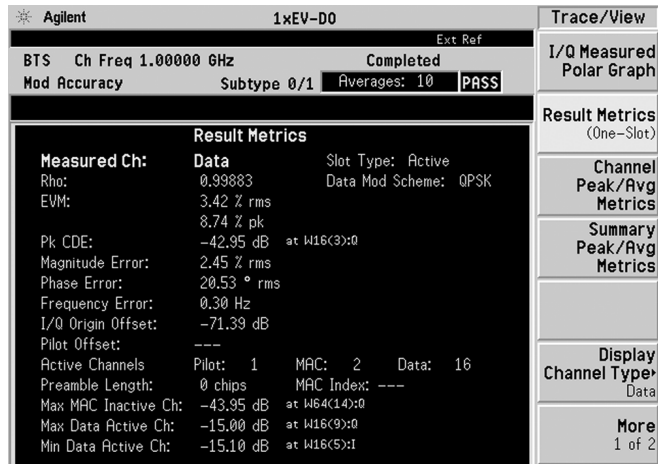 Agilent 1xEV-DO Trace/View
Ext Ref
BTS Ch Freq 1.00000 GHz Completed
Mod Accuracy Subtype 0/1 Averages: 10 PASS
Result Metrics
Measured Ch: Data Slot Type: Active
Rho: 0.99883 Data Mod Scheme: QPSK
EVM: 3.42 % rms
8.74 % pk
Pk CDE: -42.95 dB at W16(3):Q
Magnitude Error: 2.45 % rms
Phase Error: 20.53 ° rms
Frequency Error: 0.30 Hz
I/Q Origin Offset: -71.39 dB
Pilot Offset: ---
Active Channels Pilot: 1 MAC: 2 Data: 16
Preamble Length: 0 chips MAC Index: ---
Max MAC Inactive Ch: -43.95 dB at W64(14):Q
Max Data Active Ch: -15.00 dB at W16(9):Q
Min Data Active Ch: -15.10 dB at W16(5):I
I/Q Measured
Polar Graph
Result Metrics
(One-Slot)
Channel
Peak/Avg
Metrics
Summary
Peak/Avg
Metrics
Display
Channel Type▸
Data
More
1 of 2